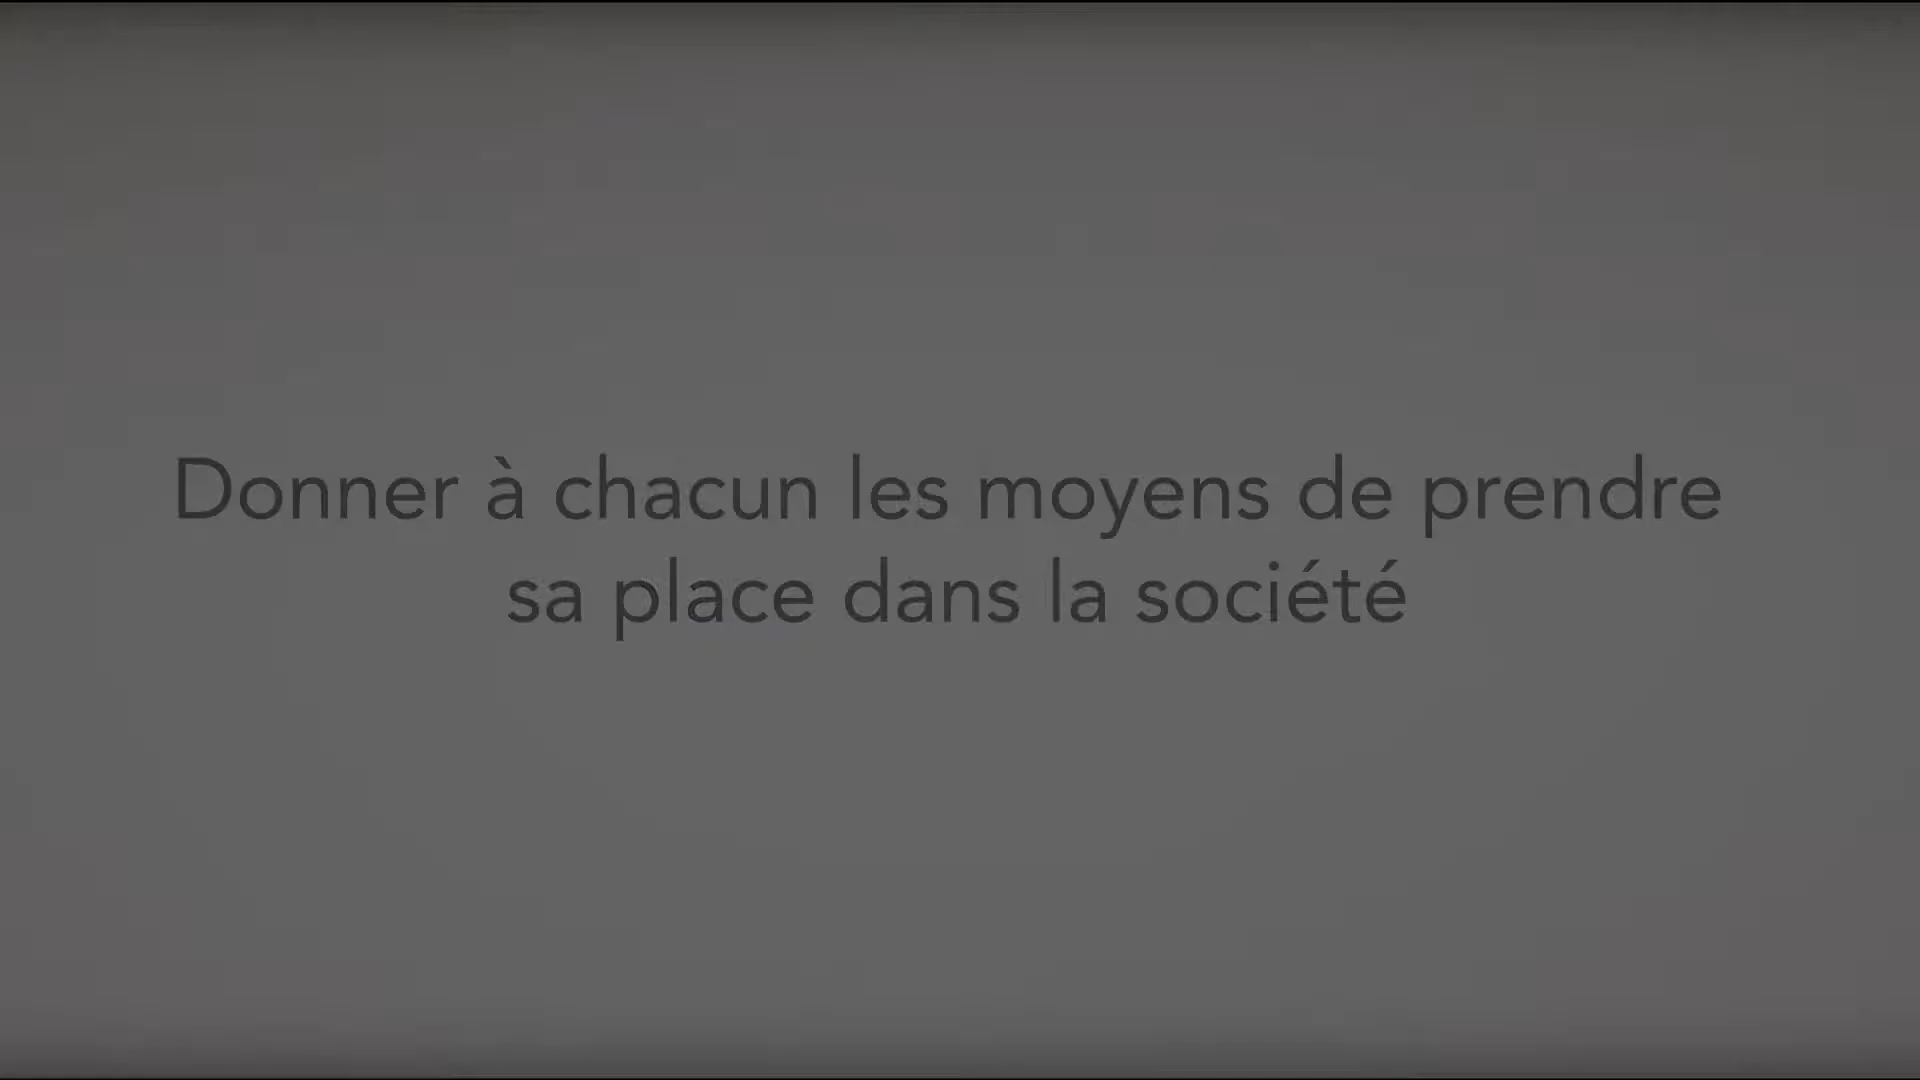 Donner à chacun les moyens de prendre
sa place dans la société